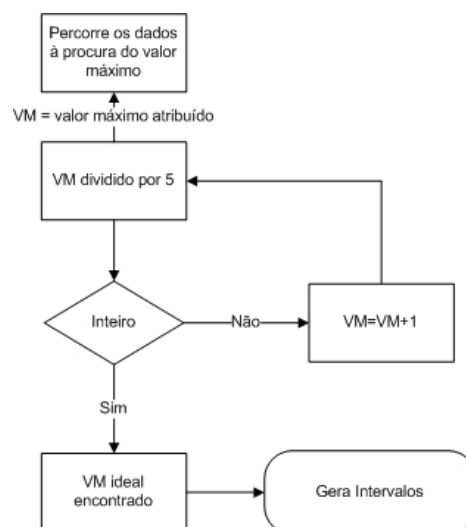 Percorre os dados
à procura do valor
máximo
VM = valor máximo atribuído
VM dividido por 5
Inteiro
Não
VM=VM+1
Sim
VM ideal
encontrado
Gera Intervalos